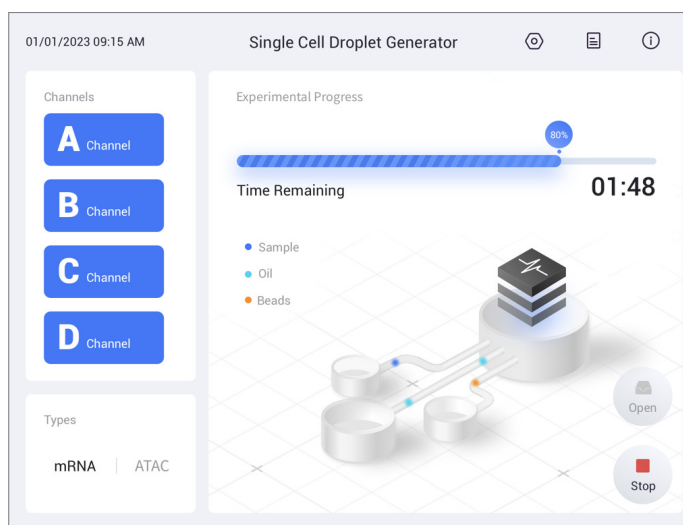 01/01/2023 09:15 AM
Single Cell Droplet Generator
Channels
A Channel
B Channel
C Channel
D Channel
Types
mRNA | ATAC
Experimental Progress
80%
Time Remaining
01:48
Sample
Oil
Beads
Open
Stop